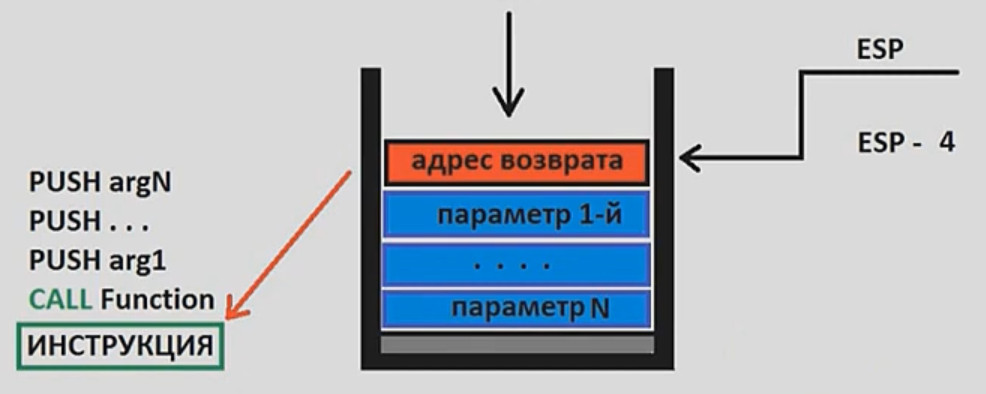 ESP
ESP - 4
адрес возврата
параметр 1-й
. . . .
параметр N
PUSH argN
PUSH . . .
PUSH arg1
CALL Function
ИНСТРУКЦИЯ